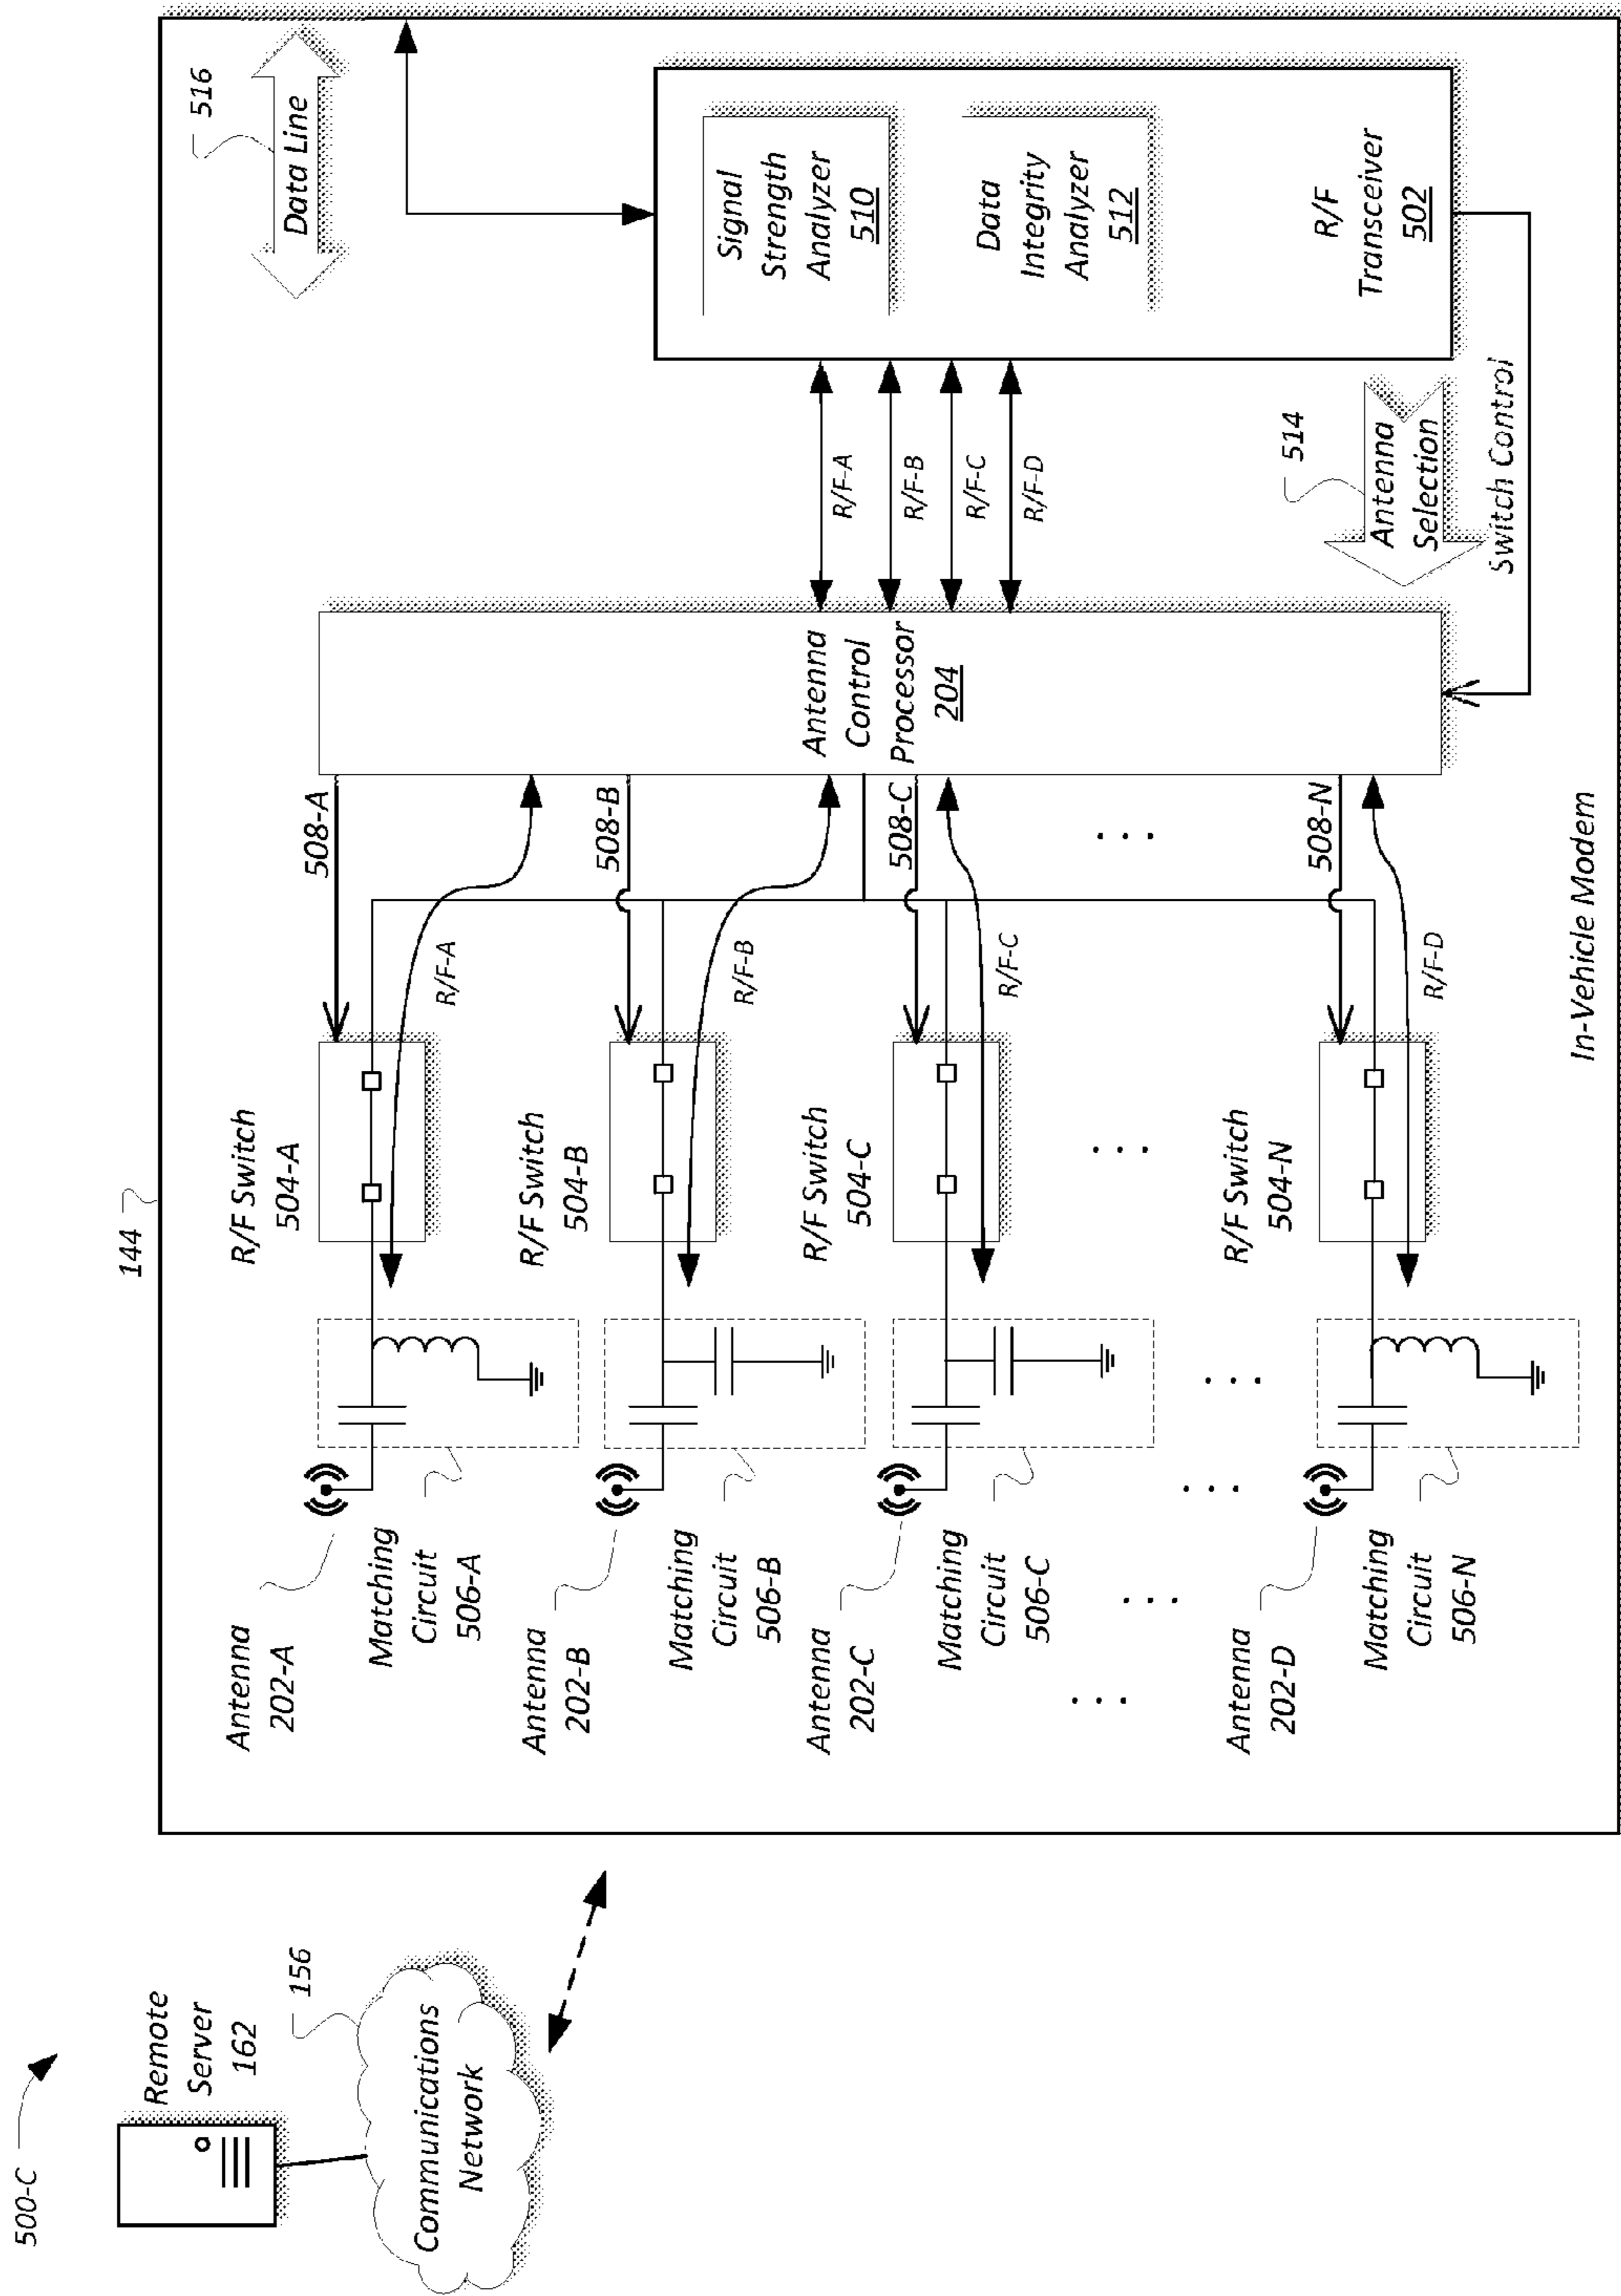 500-C
Remote
Server
162
156
Communications
Network
144
Antenna
202-A
Matching
Circuit
506-A
R/F Switch
504-A
508-A
R/F-A
Antenna
202-B
Matching
Circuit
506-B
R/F Switch
504-B
508-B
R/F-B
Antenna
202-C
Matching
Circuit
506-C
R/F Switch
504-C
508-C
R/F-C
. . .
. . .
. . .
. . .
. . .
. . .
Antenna
202-D
Matching
Circuit
506-N
R/F Switch
504-N
508-N
R/F-D
Antenna
Control
Processor
204
R/F-A
R/F-B
R/F-C
R/F-D
514
Antenna
Selection
Switch Control
516
Data Line
Signal
Strength
Analyzer
510
Data
Integrity
Analyzer
512
R/F
Transceiver
502
In-Vehicle Modem